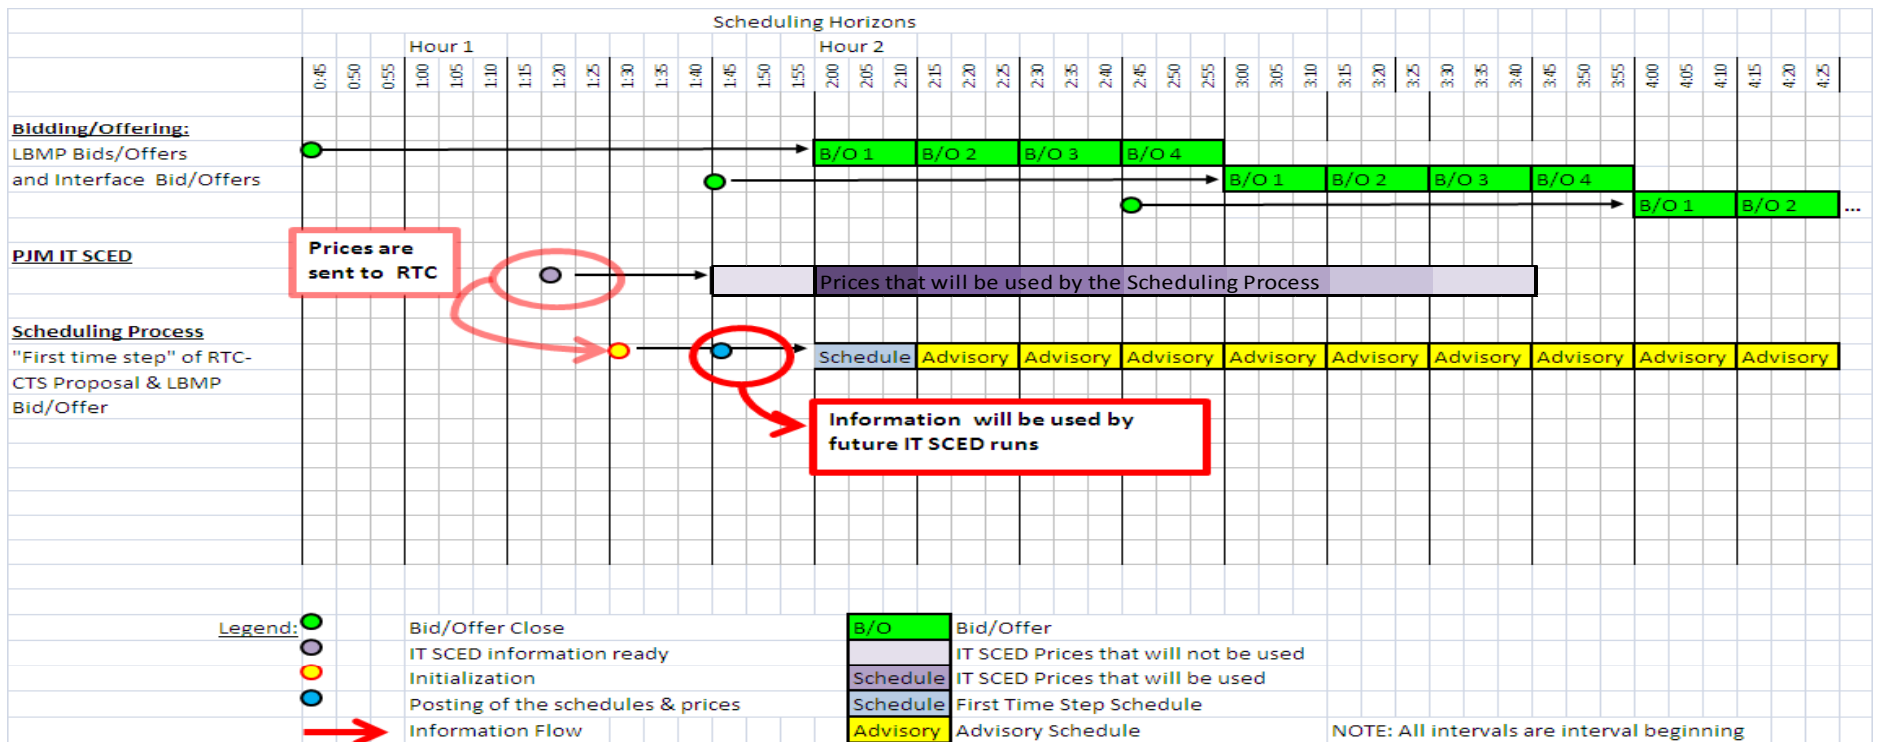 Scheduling Horizons
Hour 1 Hour 2
0:45 0:50 0:55 1:00 1:05 1:10 1:15 1:20 1:25 1:30 1:35 1:40 1:45 1:50 1:55 2:00 2:05 2:10 2:15 2:20 2:25 2:30 2:35 2:40 2:45 2:50 2:55 3:00 3:05 3:10 3:15 3:20 3:25 3:30 3:35 3:40 3:45 3:50 3:55 4:00 4:05 4:10 4:15 4:20 4:25
Bidding/Offering:
LBMP Bids/Offers B/O 1 B/O 2 B/O 3 B/O 4
and Interface Bid/Offers B/O 1 B/O 2 B/O 3 B/O 4
B/O 1 B/O 2 ...
Prices are
sent to RTC
PJM IT SCED
Prices that will be used by the Scheduling Process
Scheduling Process
"First time step" of RTC- Schedule Advisory Advisory Advisory Advisory Advisory Advisory Advisory Advisory Advisory
CTS Proposal & LBMP
Bid/Offer
Information will be used by
future IT SCED runs
Legend: Bid/Offer Close B/O Bid/Offer
IT SCED information ready IT SCED Prices that will not be used
Initialization Schedule IT SCED Prices that will be used
Posting of the schedules & prices Schedule First Time Step Schedule
Information Flow Advisory Advisory Schedule NOTE: All intervals are interval beginning